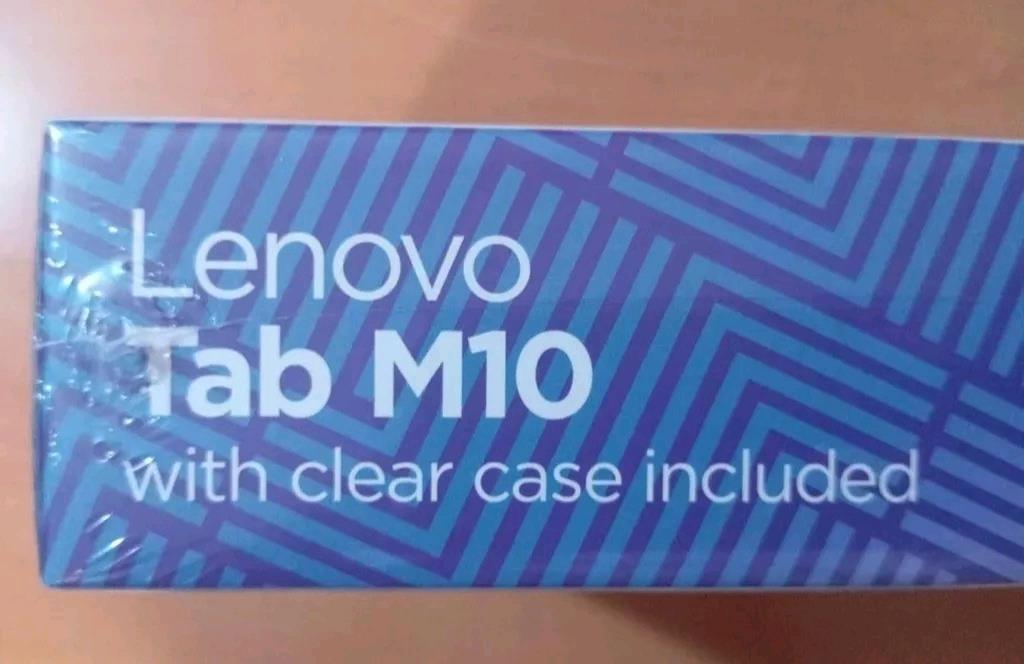 Lenovo
Tab M10
with clear case included